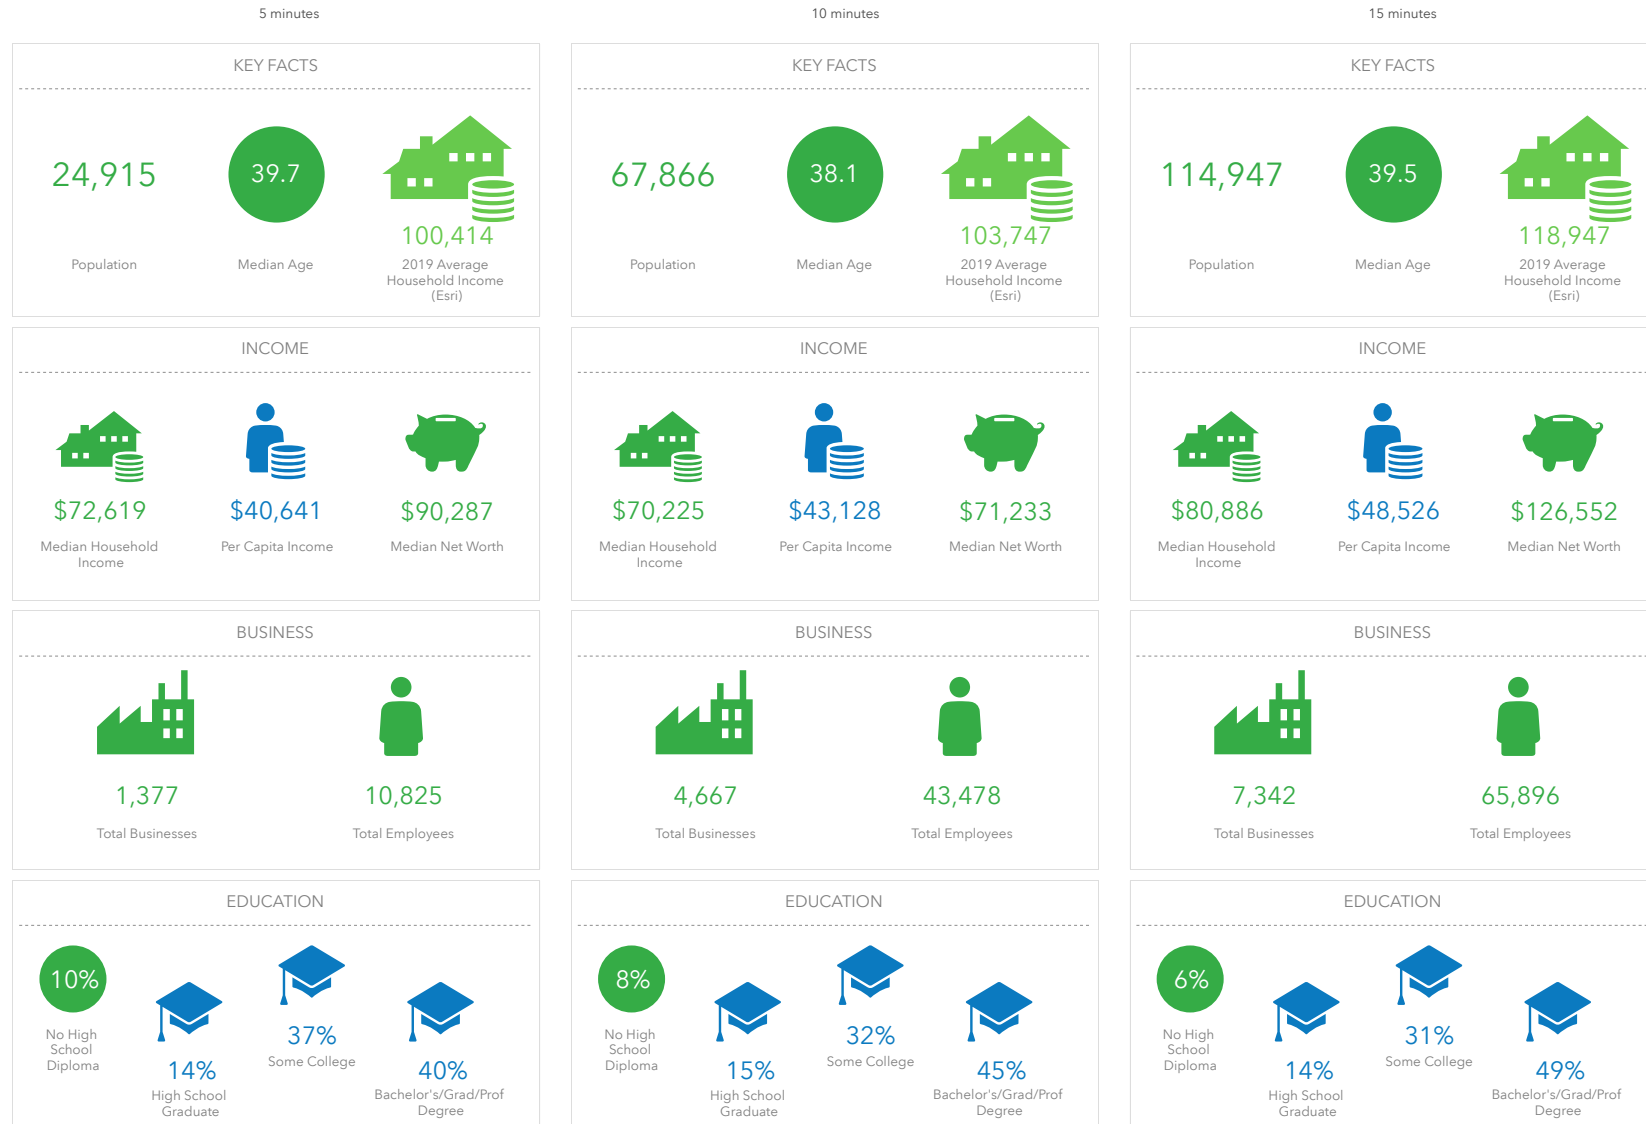 5 minutes
10 minutes
15 minutes
KEY FACTS
24,915
Population
39.7
Median Age
100,414
2019 Average
Household Income
(Esri)
INCOME
$72,619
Median Household
Income
$40,641
Per Capita Income
$90,287
Median Net Worth
BUSINESS
1,377
Total Businesses
10,825
Total Employees
EDUCATION
10%
No High
School
Diploma
14%
High School
Graduate
37%
Some College
40%
Bachelor's/Grad/Prof
Degree
KEY FACTS
67,866
Population
38.1
Median Age
103,747
2019 Average
Household Income
(Esri)
INCOME
$70,225
Median Household
Income
$43,128
Per Capita Income
$71,233
Median Net Worth
BUSINESS
4,667
Total Businesses
43,478
Total Employees
EDUCATION
8%
No High
School
Diploma
15%
High School
Graduate
32%
Some College
45%
Bachelor's/Grad/Prof
Degree
KEY FACTS
114,947
Population
39.5
Median Age
118,947
2019 Average
Household Income
(Esri)
INCOME
$80,886
Median Household
Income
$48,526
Per Capita Income
$126,552
Median Net Worth
BUSINESS
7,342
Total Businesses
65,896
Total Employees
EDUCATION
6%
No High
School
Diploma
14%
High School
Graduate
31%
Some College
49%
Bachelor's/Grad/Prof
Degree